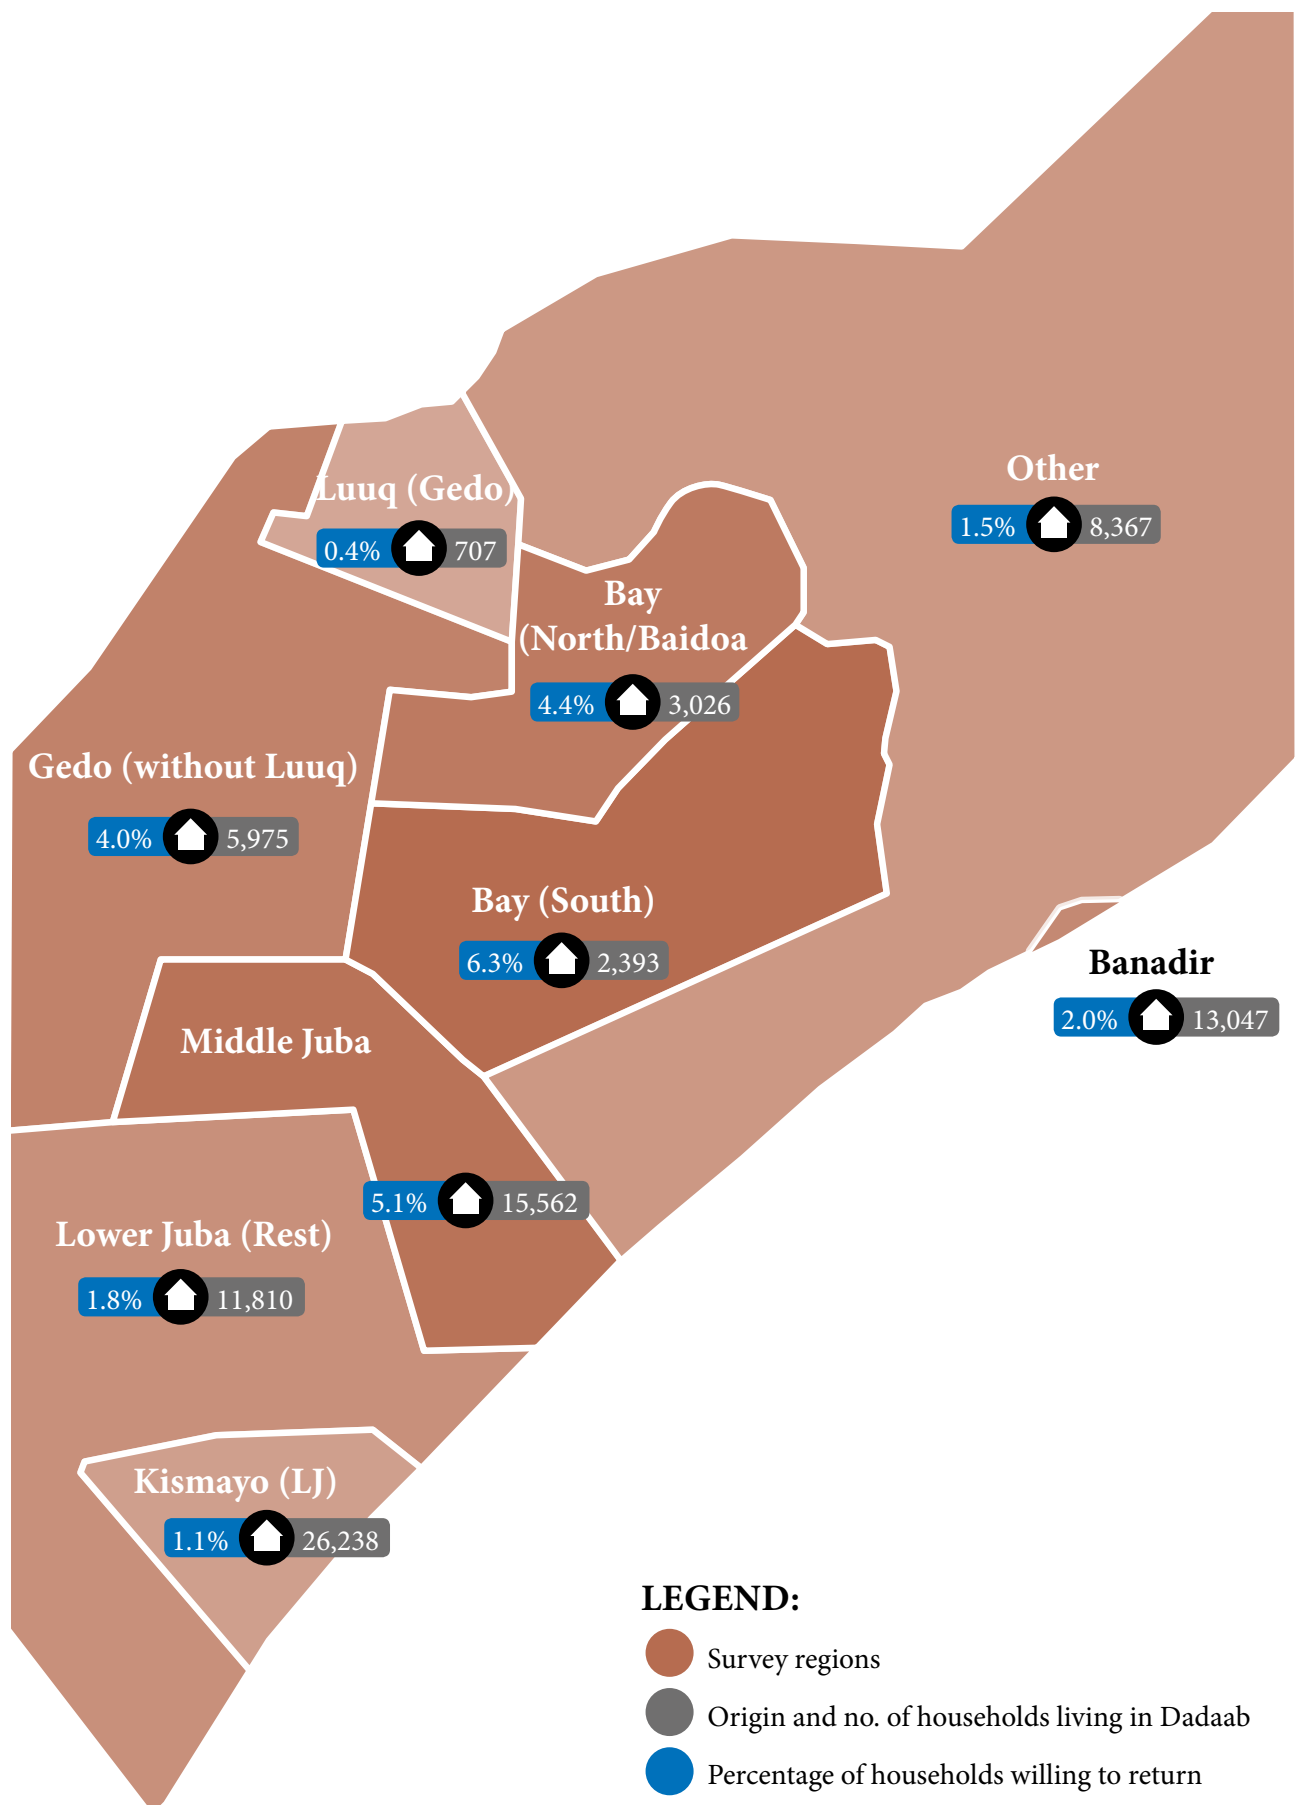 Other
1.5% 8,367
Luuq (Gedo)
0.4% 707
Bay
(North/Baidoa
4.4% 3,026
Gedo (without Luuq)
4.0% 5,975
Bay (South)
6.3% 2,393
Banadir
2.0% 13,047
Middle Juba
5.1% 15,562
Lower Juba (Rest)
1.8% 11,810
Kismayo (LJ)
1.1% 26,238
LEGEND:
Survey regions
Origin and no. of households living in Dadaab
Percentage of households willing to return